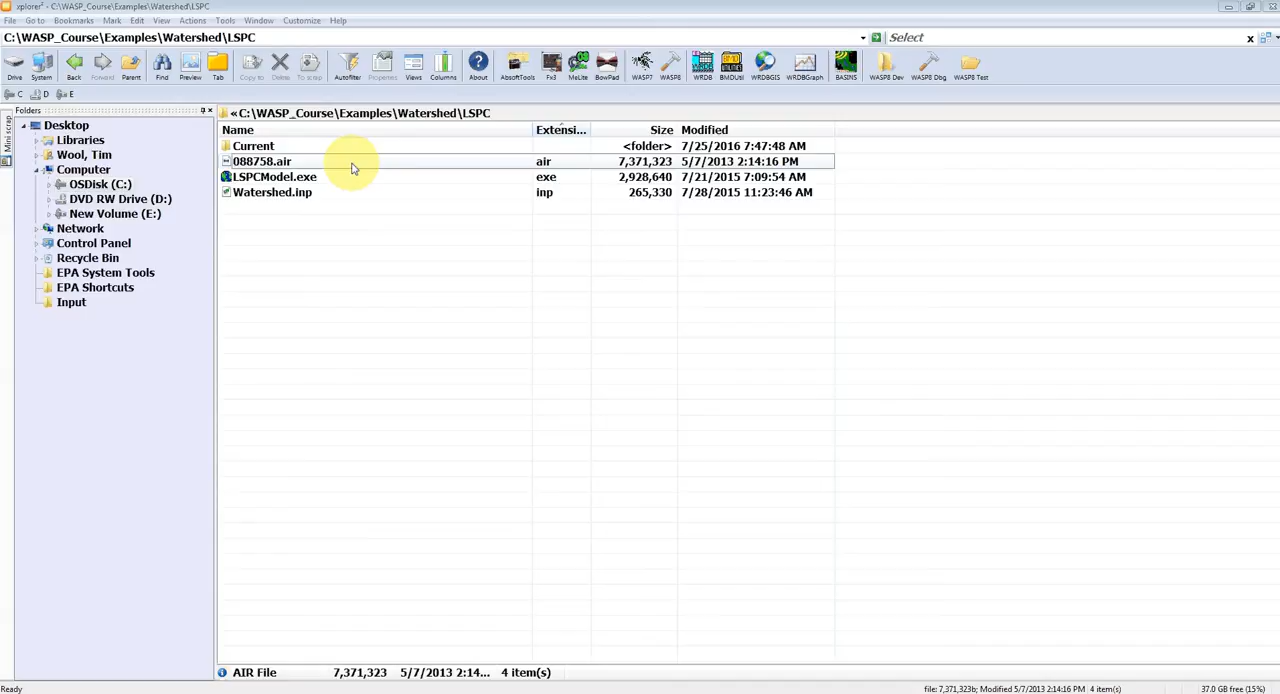 xplorer² - C:\WASP_Course\Examples\Watershed\LSPC
File Go to Bookmarks Mark Edit View Actions Tools Window Customize Help
C:\WASP_Course\Examples\Watershed\LSPC Select x
Drive System Back Forward Parent Find Preview Tab Copy to Delete To scrap Autofilter Properties Views Columns About AbsoftTools Fx3 MeLite BowPad WASP7 WASP8 WRDB BMDUtil WRDBGIS WRDBGraph BASINS WASP8 Dev WASP8 Dbg WASP8 Test
C D E
Folders
Mini scrap
Desktop
Libraries
Wool, Tim
Computer
OSDisk (C:)
DVD RW Drive (D:)
New Volume (E:)
Network
Control Panel
Recycle Bin
EPA System Tools
EPA Shortcuts
Input
«C:\WASP_Course\Examples\Watershed\LSPC
Name Extensi... Size Modified
Current <folder> 7/25/2016 7:47:48 AM
088758.air air 7,371,323 5/7/2013 2:14:16 PM
LSPCModel.exe exe 2,928,640 7/21/2015 7:09:54 AM
Watershed.inp inp 265,330 7/28/2015 11:23:46 AM
AIR File 7,371,323 5/7/2013 2:14... 4 item(s)
Ready file: 7,371,323b; Modified 5/7/2013 2:14:16 PM 4 item(s) 37.0 GB free (15%)